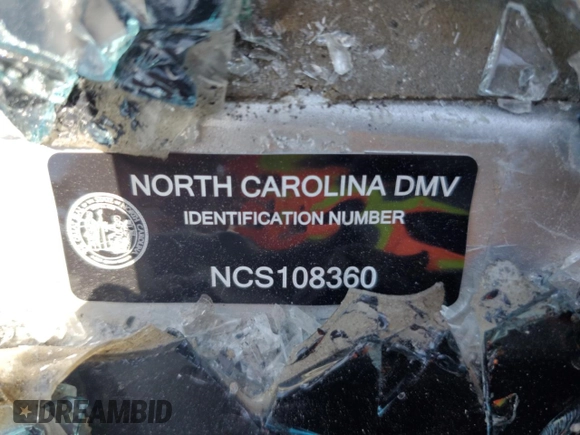 NORTH CAROLINA DMV
IDENTIFICATION NUMBER
NCS108360
DREAMBID